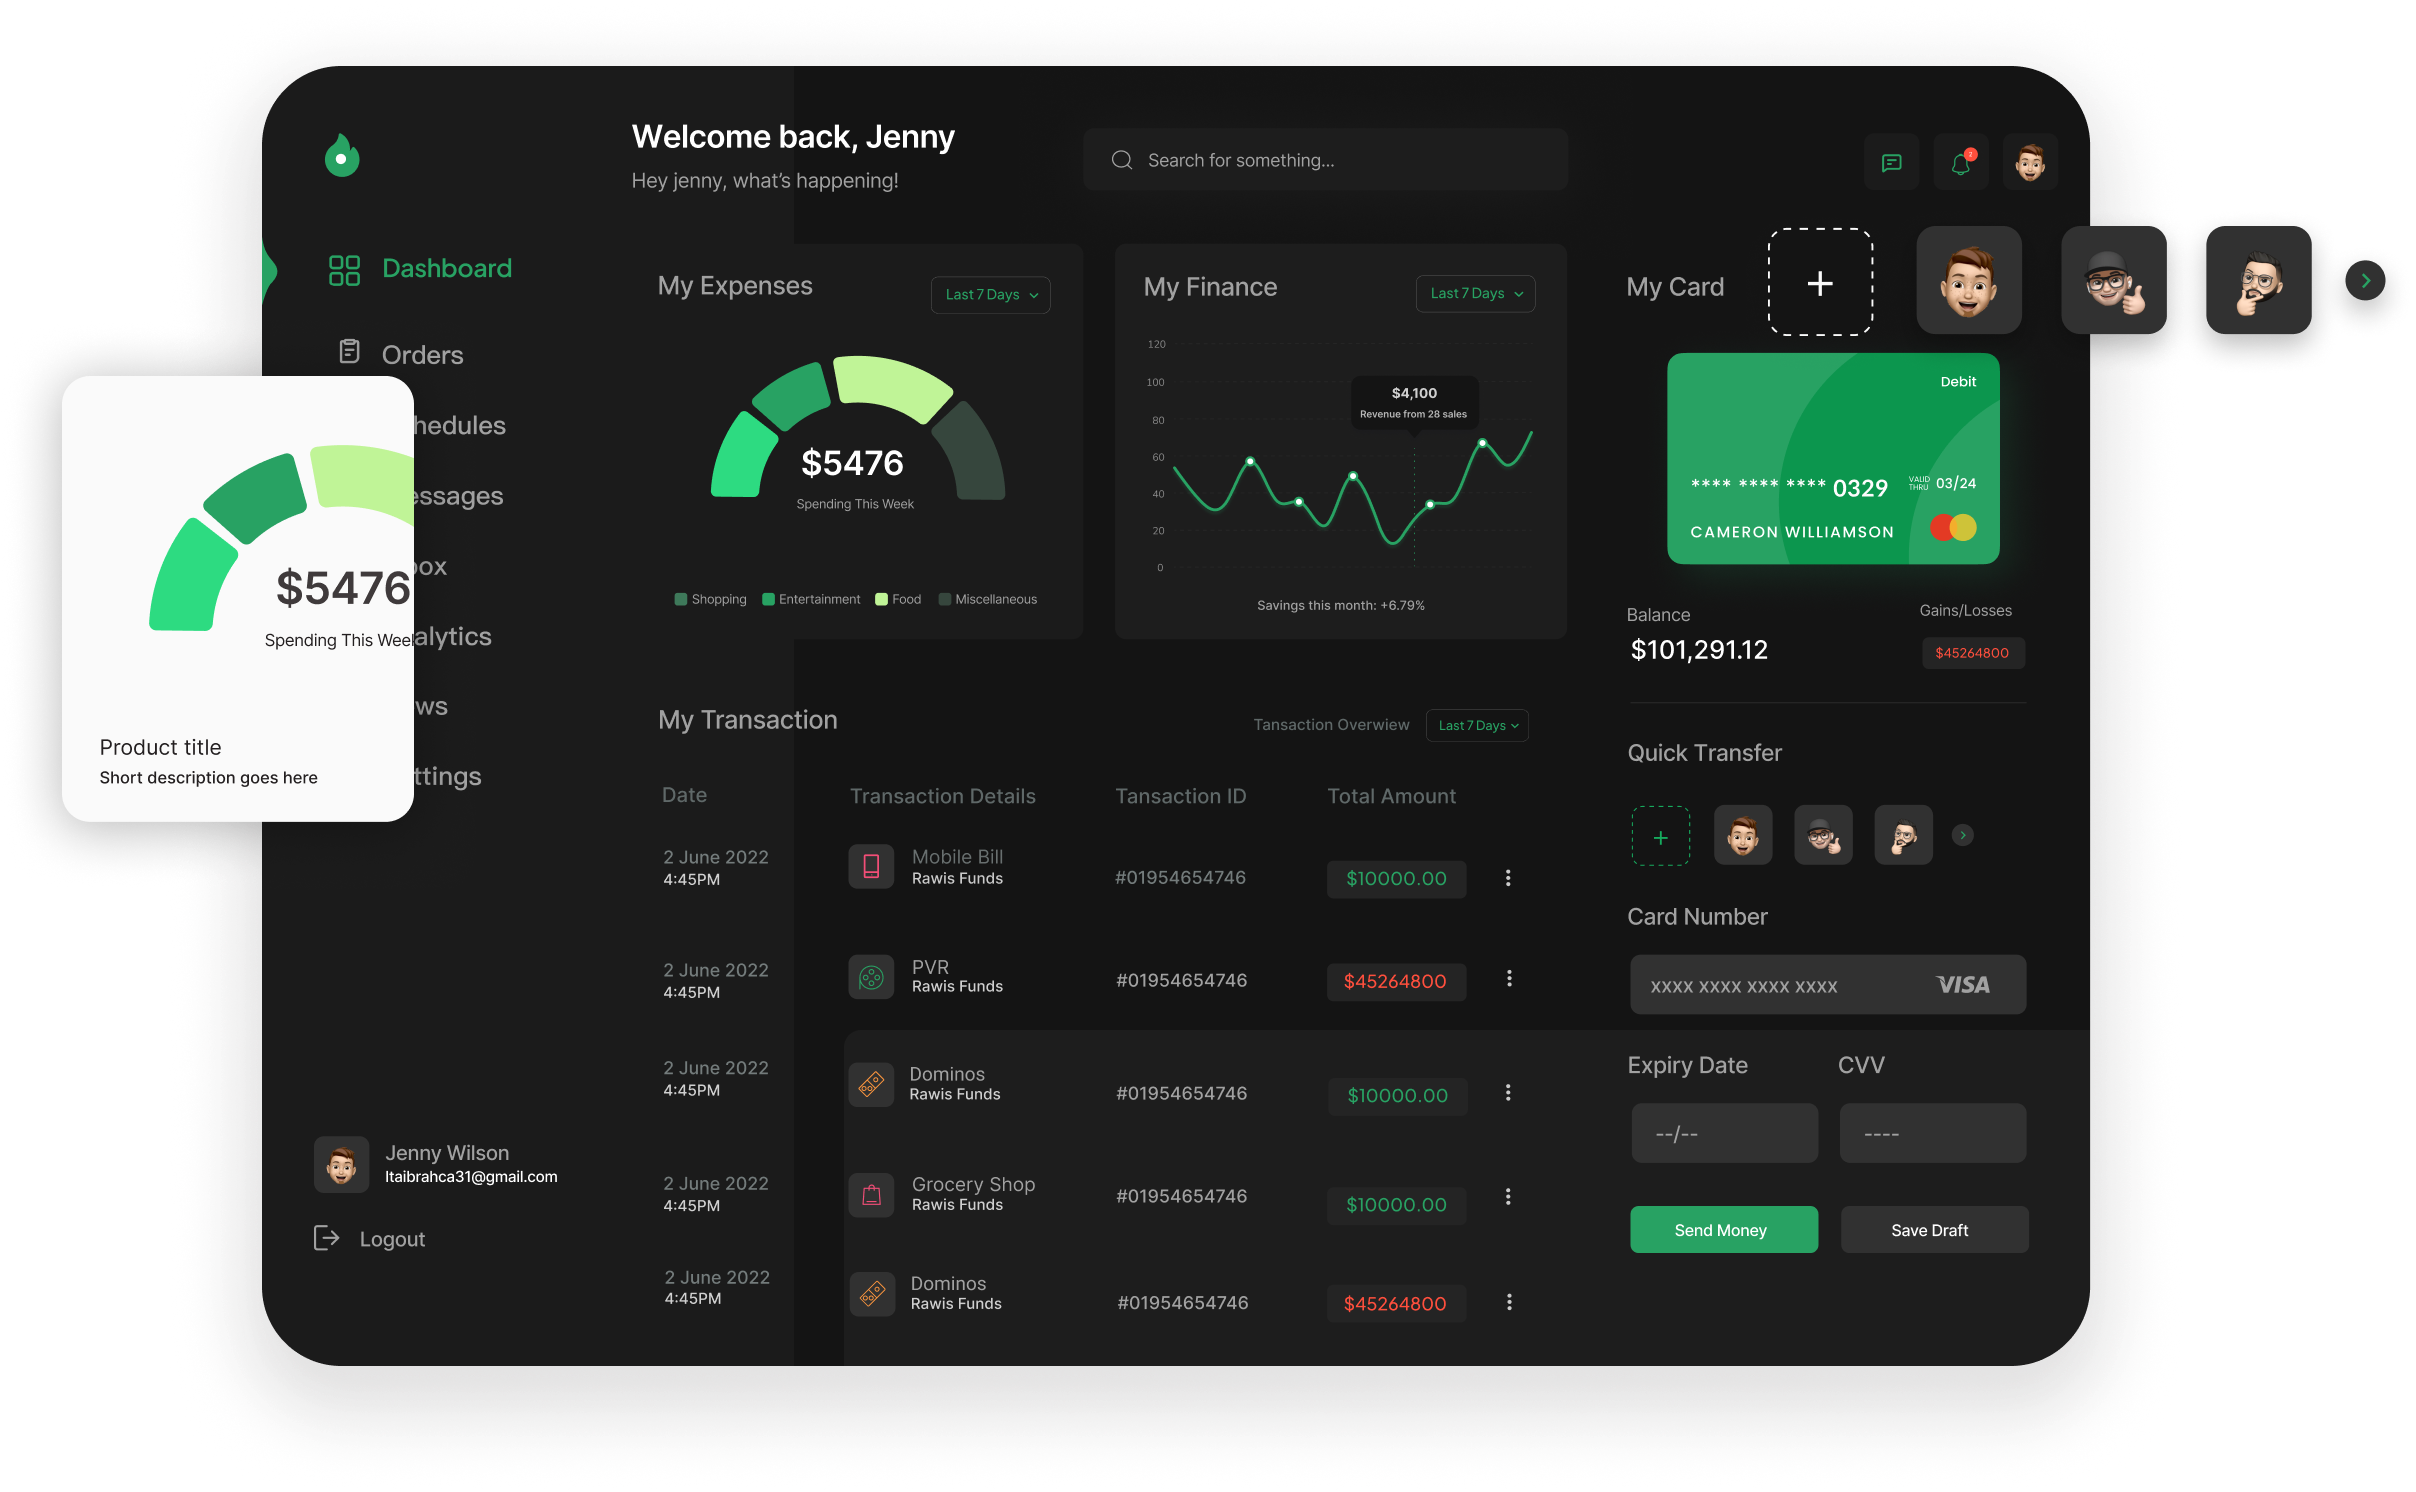 Welcome back, Jenny
Hey jenny, what's happening!
Search for something...
Dashboard
Orders
hedules
essages
box
alytics
ws
ttings
$5476
Spending This Wee
Product title
Short description goes here
Jenny Wilson
ltaibrahca31@gmail.com
Logout
My Expenses
Last 7 Days
$5476
Spending This Week
Shopping Entertainment Food Miscellaneous
My Finance
Last 7 Days
120
100
80
60
40
20
0
$4,100
Revenue from 28 sales
Savings this month: +6.79%
My Transaction
Tansaction Overwiew
Last 7 Days
Date Transaction Details Tansaction ID Total Amount
2 June 2022
4:45PM
Mobile Bill
Rawis Funds
#01954654746
$10000.00
2 June 2022
4:45PM
PVR
Rawis Funds
#01954654746
$45264800
2 June 2022
4:45PM
Dominos
Rawis Funds
#01954654746
$10000.00
2 June 2022
4:45PM
Grocery Shop
Rawis Funds
#01954654746
$10000.00
2 June 2022
4:45PM
Dominos
Rawis Funds
#01954654746
$45264800
My Card
+
Debit
**** **** **** 0329
VALID
THRU
03/24
CAMERON WILLIAMSON
Balance
$101,291.12
Gains/Losses
$45264800
Quick Transfer
+
Card Number
XXXX XXXX XXXX XXXX
VISA
Expiry Date
CVV
--/--
----
Send Money
Save Draft